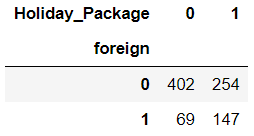 Holiday_Package 0 1
foreign
0 402 254
1 69 147